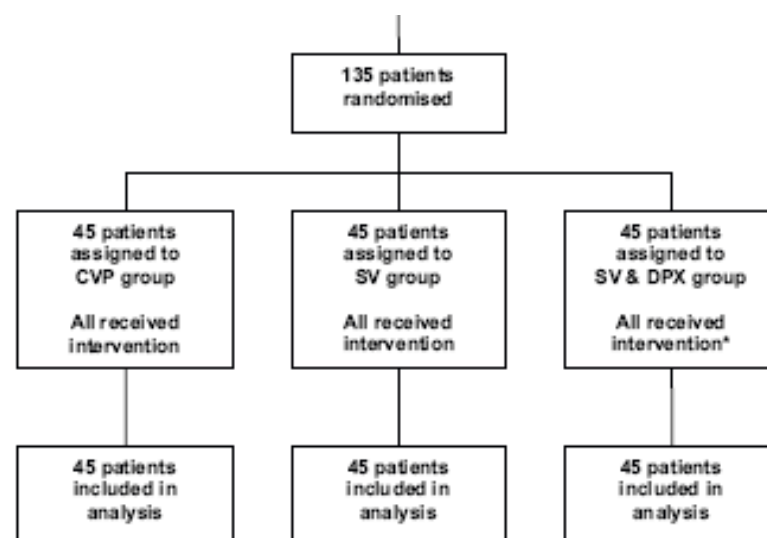 135 patients
randomised
45 patients
assigned to
CVP group
All received
intervention
45 patients
assigned to
SV group
All received
intervention
45 patients
assigned to
SV & DPX group
All received
intervention*
45 patients
included in
analysis
45 patients
included in
analysis
45 patients
included in
analysis